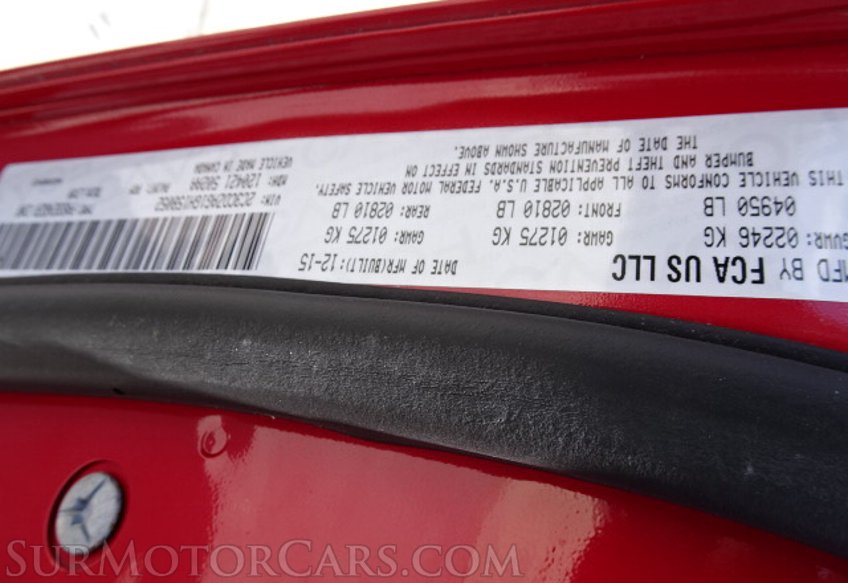 MFD BY FCA US LLC
DATE OF MFR(BUILT): 12-15
GVWR: 02246 KG
GAWR: 01275 KG
GAWR: 01275 KG
04950 LB
FRONT: 02810 LB
REAR: 02810 LB
THIS VEHICLE CONFORMS TO ALL APPLICABLE U.S.A. FEDERAL MOTOR VEHICLE SAFETY,
BUMPER AND THEFT PREVENTION STANDARDS IN EFFECT ON
THE DATE OF MANUFACTURE SHOWN ABOVE.
VIN:
MDH:
VEHICLE MADE IN CANADA
SURMOTORCARS.COM